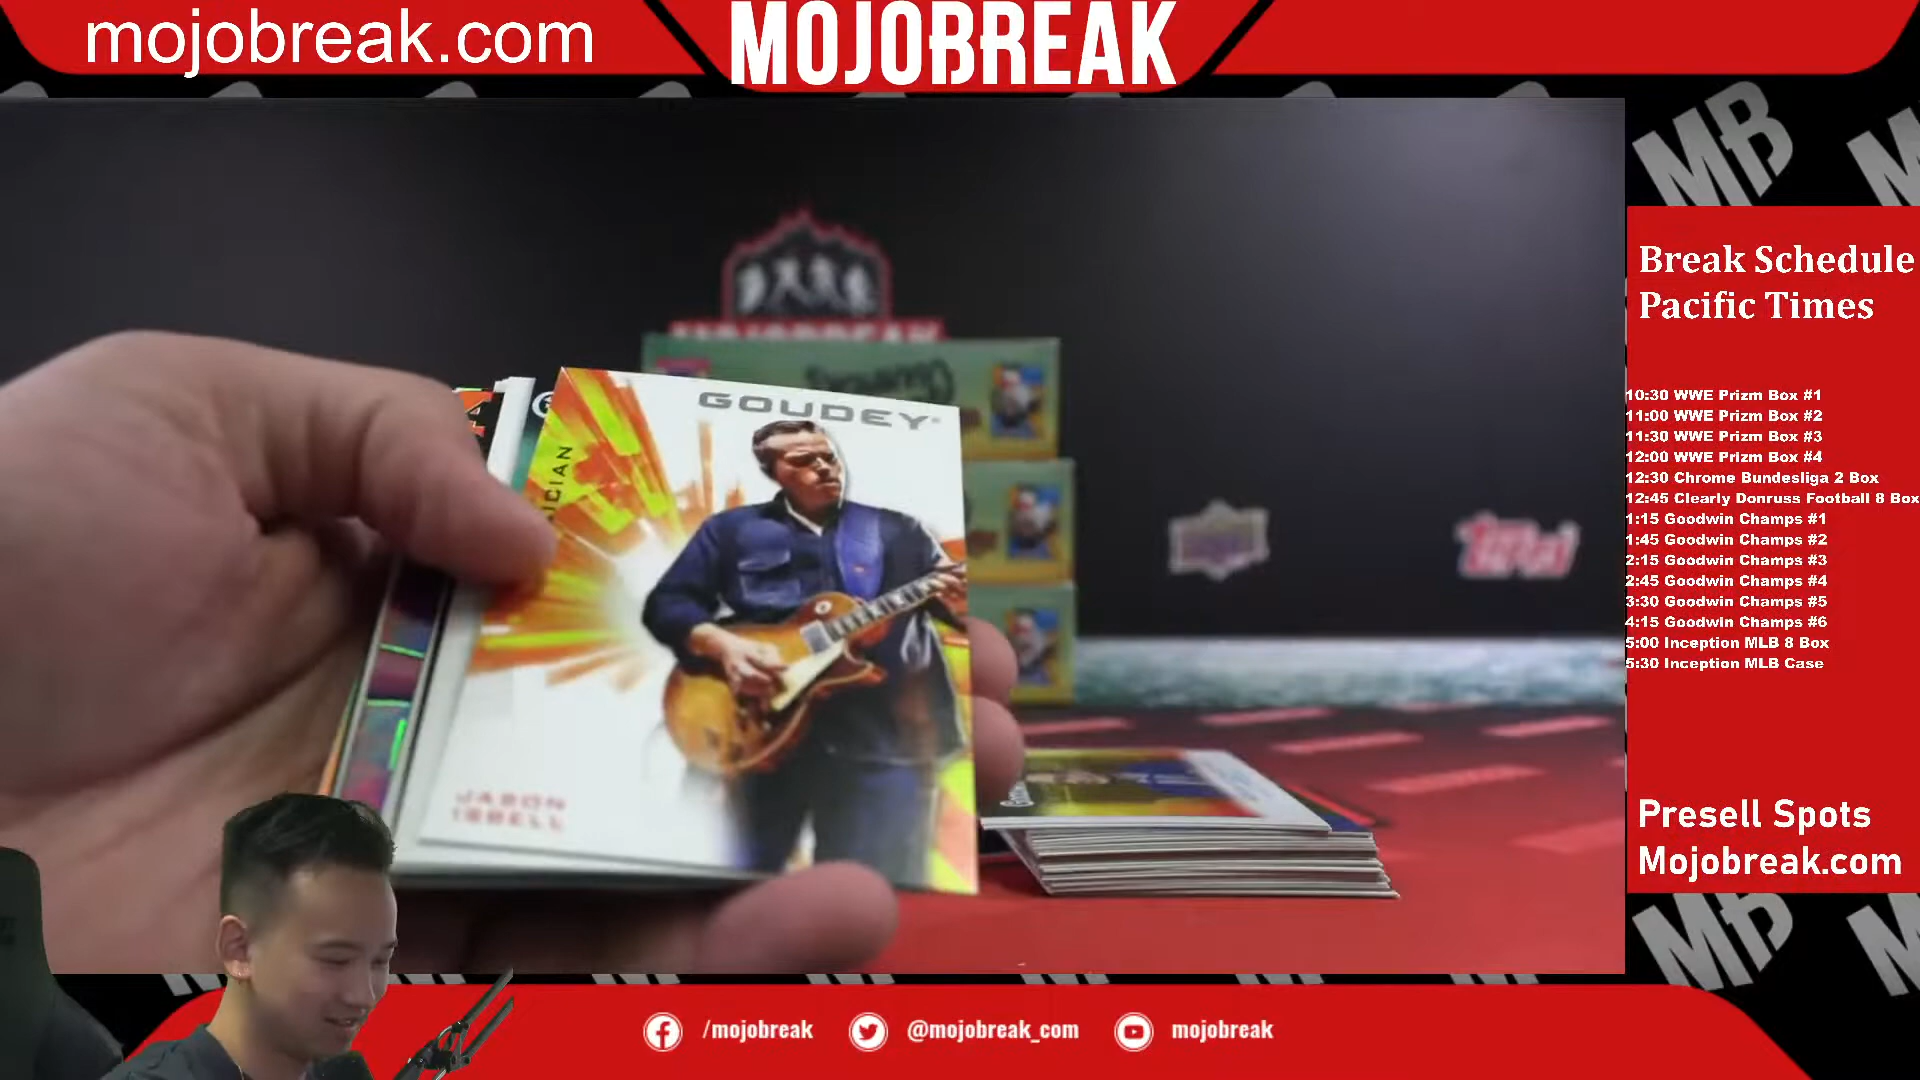 mojobreak.com
MOJOBREAK
MB
Break Schedule
Pacific Times
10:30 WWE Prizm Box #1
11:00 WWE Prizm Box #2
11:30 WWE Prizm Box #3
12:00 WWE Prizm Box #4
12:30 Chrome Bundesliga 2 Box
12:45 Clearly Donruss Football 8 Box
1:15 Goodwin Champs #1
1:45 Goodwin Champs #2
2:15 Goodwin Champs #3
2:45 Goodwin Champs #4
3:30 Goodwin Champs #5
4:15 Goodwin Champs #6
5:00 Inception MLB 8 Box
5:30 Inception MLB Case
GOUDEY
JASON
ISBELL
topps
Presell Spots
Mojobreak.com
MB
/mojobreak
@mojobreak_com
mojobreak